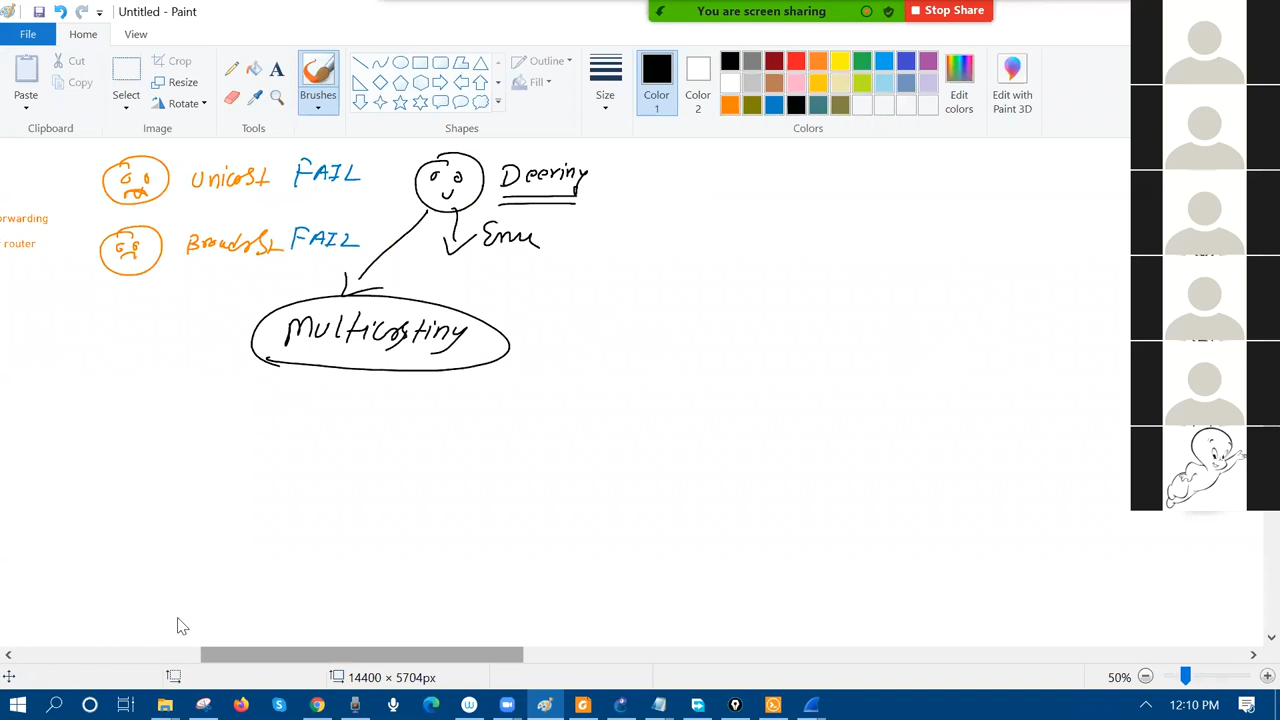 Untitled - Paint
You are screen sharing
Stop Share
File
Home
View
Paste
Cut
Copy
Clipboard
Select
Crop
Resize
Rotate
Image
Tools
Brushes
Shapes
Outline
Fill
Size
Color 1
Color 2
Edit colors
Edit with Paint 3D
Colors
Unicast FAIL
Deering
orwarding
router
Broadcast FAIL
Multicasting
14400 × 5704px
50%
12:10 PM